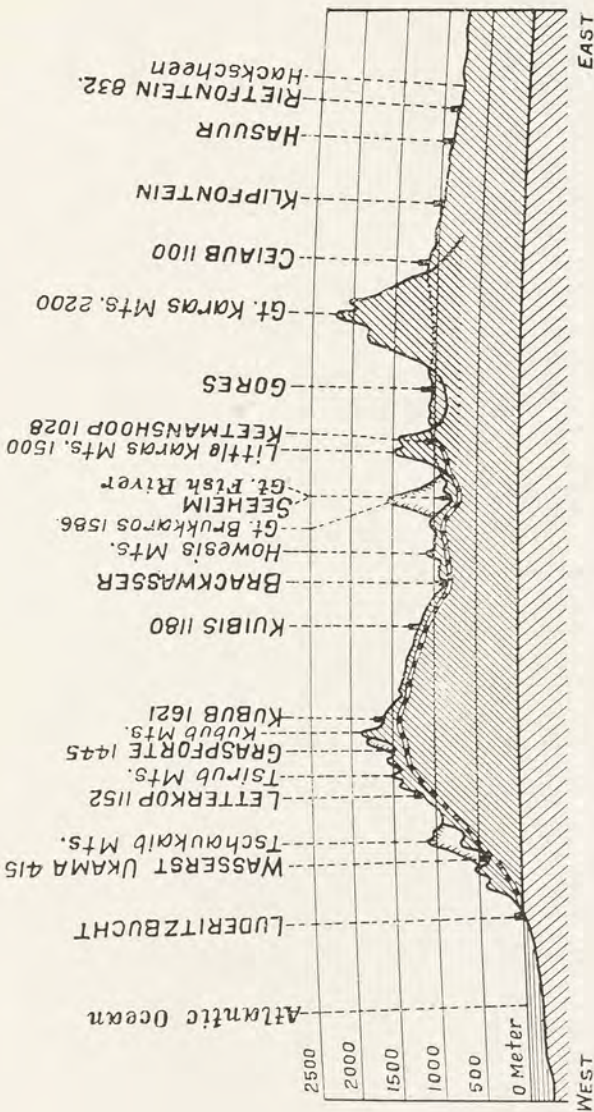 EAST
Hackscheen
RIETFONTEIN 832.
HASUUR
KLIPFONTEIN
CEIAUB 1100
Gt. Karas Mts. 2200
GORES
KEETMANSHOOP 1028
Little Karas Mts. 1500
Gt. Fish River
SEEHEIM
Gt. Brukkaros 1586.
Howesis Mts.
BRACKWASSER
KUIBIS 1180
KUBUB 1621
Kubub Mts.
GRASPFORTE 1445
Tsirub Mts.
LETTERKOP 1152
Tschaukaib Mts.
WASSERST UKAMA 415
LUDERITZBUCHT
Atlantic Ocean
2500
2000
1500
1000
500
0 Meter
WEST